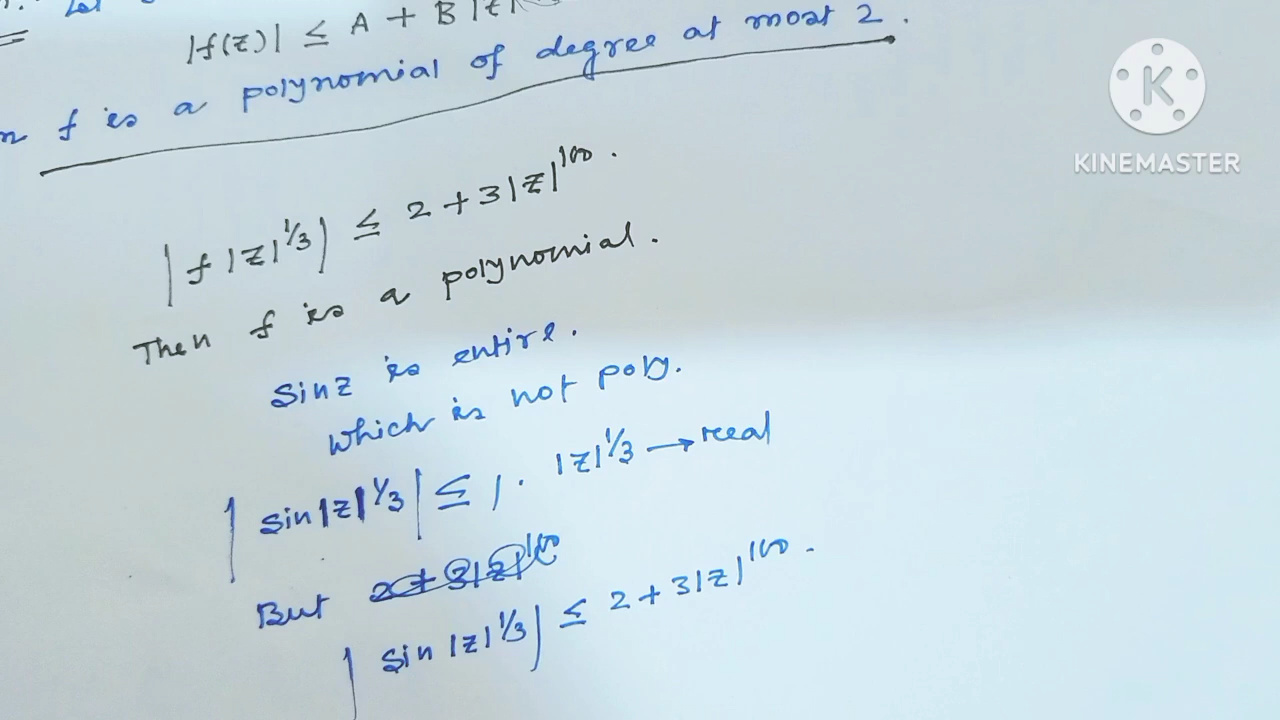 Let
|f(z)| ≤ A + B |z|
f is a polynomial of degree at most 2 .
K
KINEMASTER
|f |z|^1/3| ≤ 2 + 3|z|^100 .
Then f is a polynomial .
Sinz is entire .
Which is not poly.
|sin|z|^1/3| ≤ 1 . |z|^1/3 → real
But
|sin |z|^1/3| ≤ 2 + 3|z|^100 .